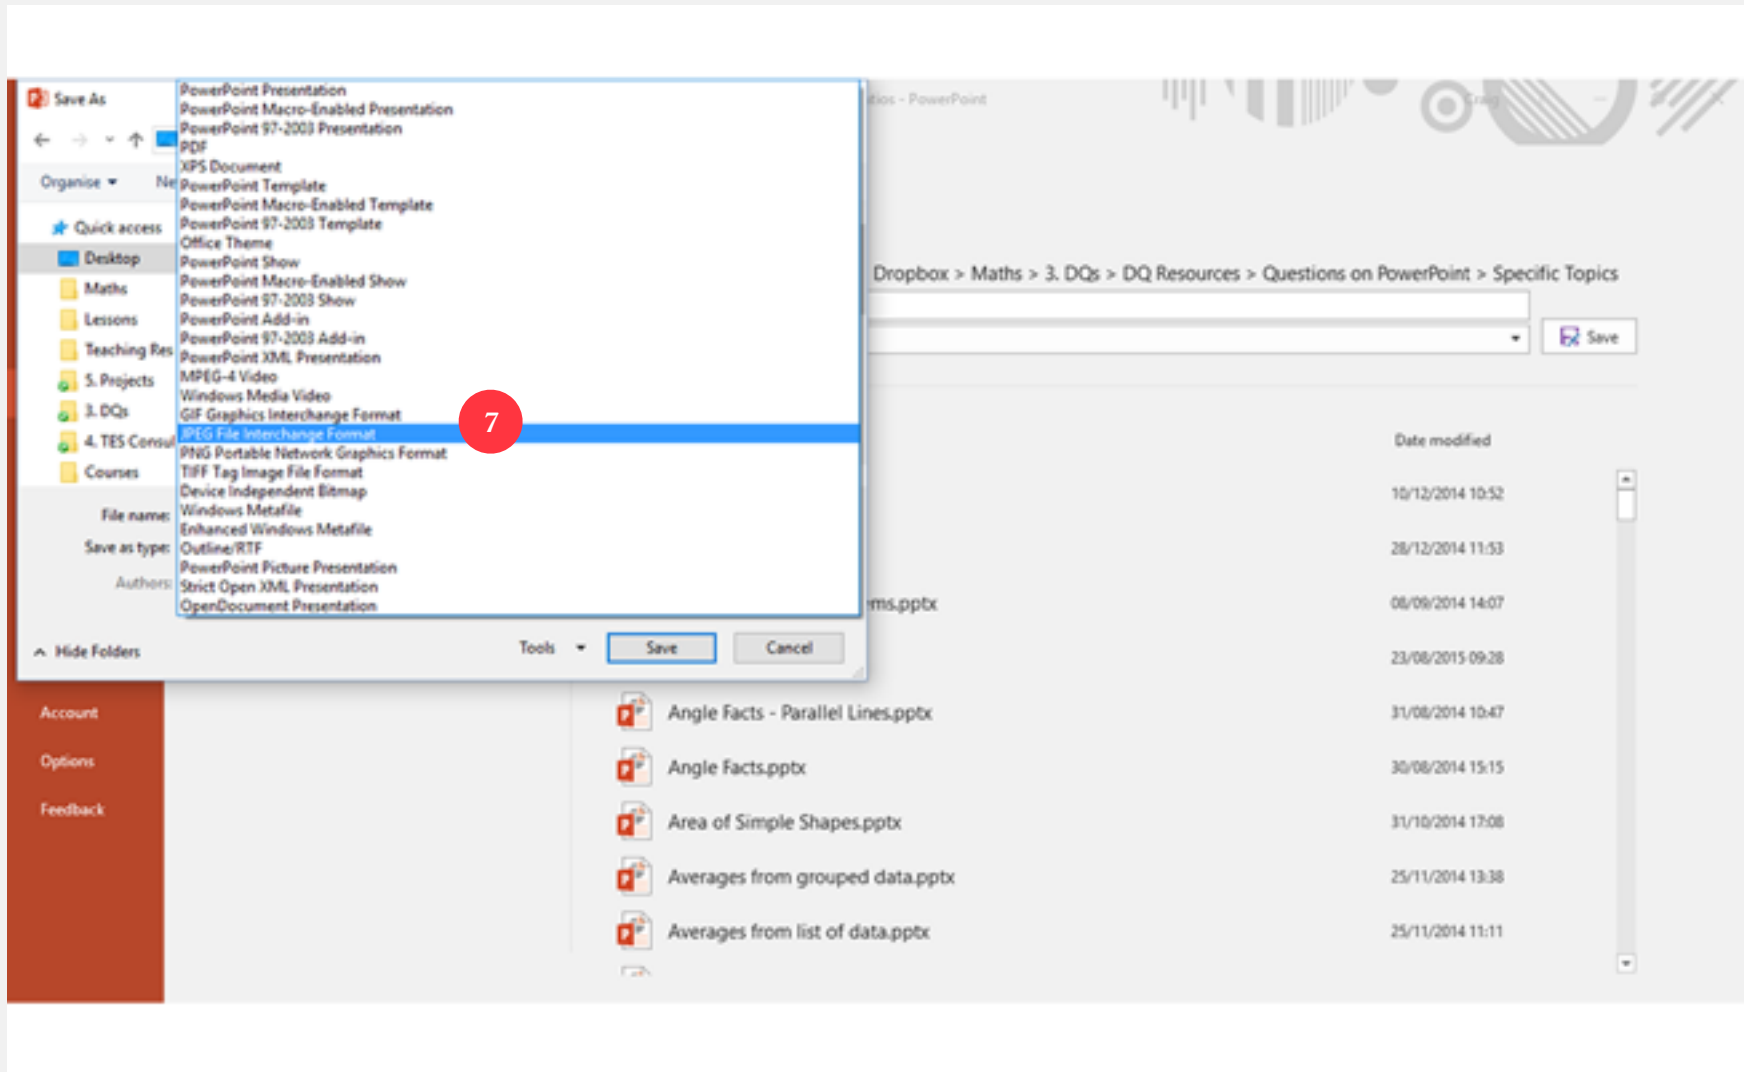 Save As
Organise
Ne
Quick access
Desktop
Maths
Lessons
Teaching Res
5. Projects
3. DQs
4. TES Consul
Courses
File name:
Save as type:
Authors:
PowerPoint Presentation
PowerPoint Macro-Enabled Presentation
PowerPoint 97-2003 Presentation
PDF
XPS Document
PowerPoint Template
PowerPoint Macro-Enabled Template
PowerPoint 97-2003 Template
Office Theme
PowerPoint Show
PowerPoint Macro-Enabled Show
PowerPoint 97-2003 Show
PowerPoint Add-in
PowerPoint 97-2003 Add-in
PowerPoint XML Presentation
MPEG-4 Video
Windows Media Video
GIF Graphics Interchange Format
JPEG File Interchange Format
PNG Portable Network Graphics Format
TIFF Tag Image File Format
Device Independent Bitmap
Windows Metafile
Enhanced Windows Metafile
Outline/RTF
PowerPoint Picture Presentation
Strict Open XML Presentation
OpenDocument Presentation
7
Hide Folders
Tools
Save
Cancel
Account
Options
Feedback
tios - PowerPoint
Craig
Dropbox > Maths > 3. DQs > DQ Resources > Questions on PowerPoint > Specific Topics
Save
Date modified
10/12/2014 10:52
28/12/2014 11:53
ms.pptx 08/09/2014 14:07
23/08/2015 09:28
Angle Facts - Parallel Lines.pptx 31/08/2014 10:47
Angle Facts.pptx 30/08/2014 15:15
Area of Simple Shapes.pptx 31/10/2014 17:08
Averages from grouped data.pptx 25/11/2014 13:38
Averages from list of data.pptx 25/11/2014 11:11